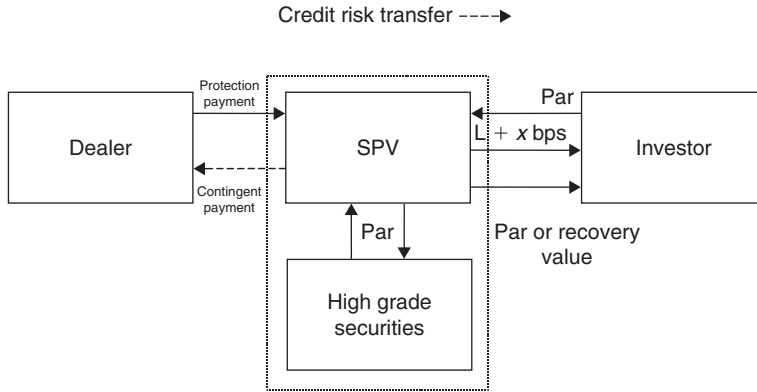 Credit risk transfer
Protection
payment
Par
Dealer
SPV
L + x bps
Investor
Contingent
payment
Par
Par or recovery
value
High grade
securities